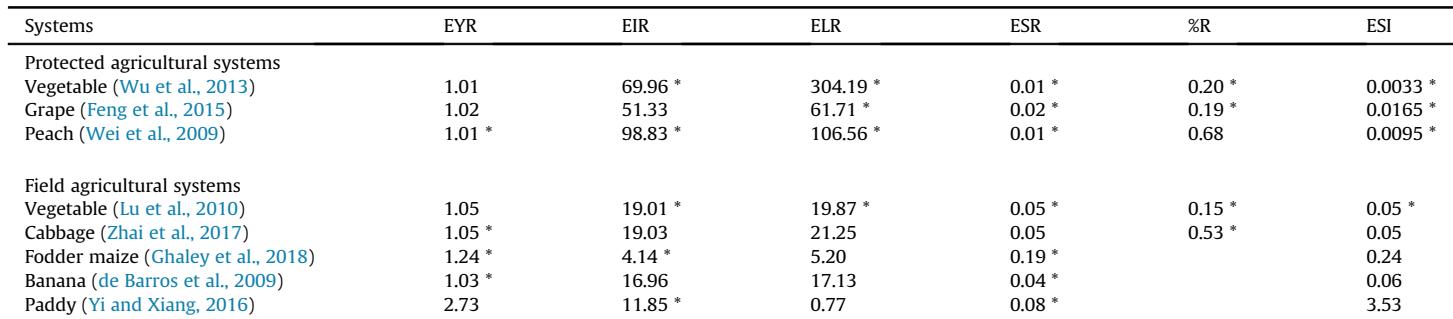 Systems EYR EIR ELR ESR %R ESI
Protected agricultural systems
Vegetable (Wu et al., 2013) 1.01 69.96 * 304.19 * 0.01 * 0.20 * 0.0033 *
Grape (Feng et al., 2015) 1.02 51.33 61.71 * 0.02 * 0.19 * 0.0165 *
Peach (Wei et al., 2009) 1.01 * 98.83 * 106.56 * 0.01 * 0.68 0.0095 *
Field agricultural systems
Vegetable (Lu et al., 2010) 1.05 19.01 * 19.87 * 0.05 * 0.15 * 0.05 *
Cabbage (Zhai et al., 2017) 1.05 * 19.03 21.25 0.05 0.53 * 0.05
Fodder maize (Ghaley et al., 2018) 1.24 * 4.14 * 5.20 0.19 * 0.24
Banana (de Barros et al., 2009) 1.03 * 16.96 17.13 0.04 * 0.06
Paddy (Yi and Xiang, 2016) 2.73 11.85 * 0.77 0.08 * 3.53